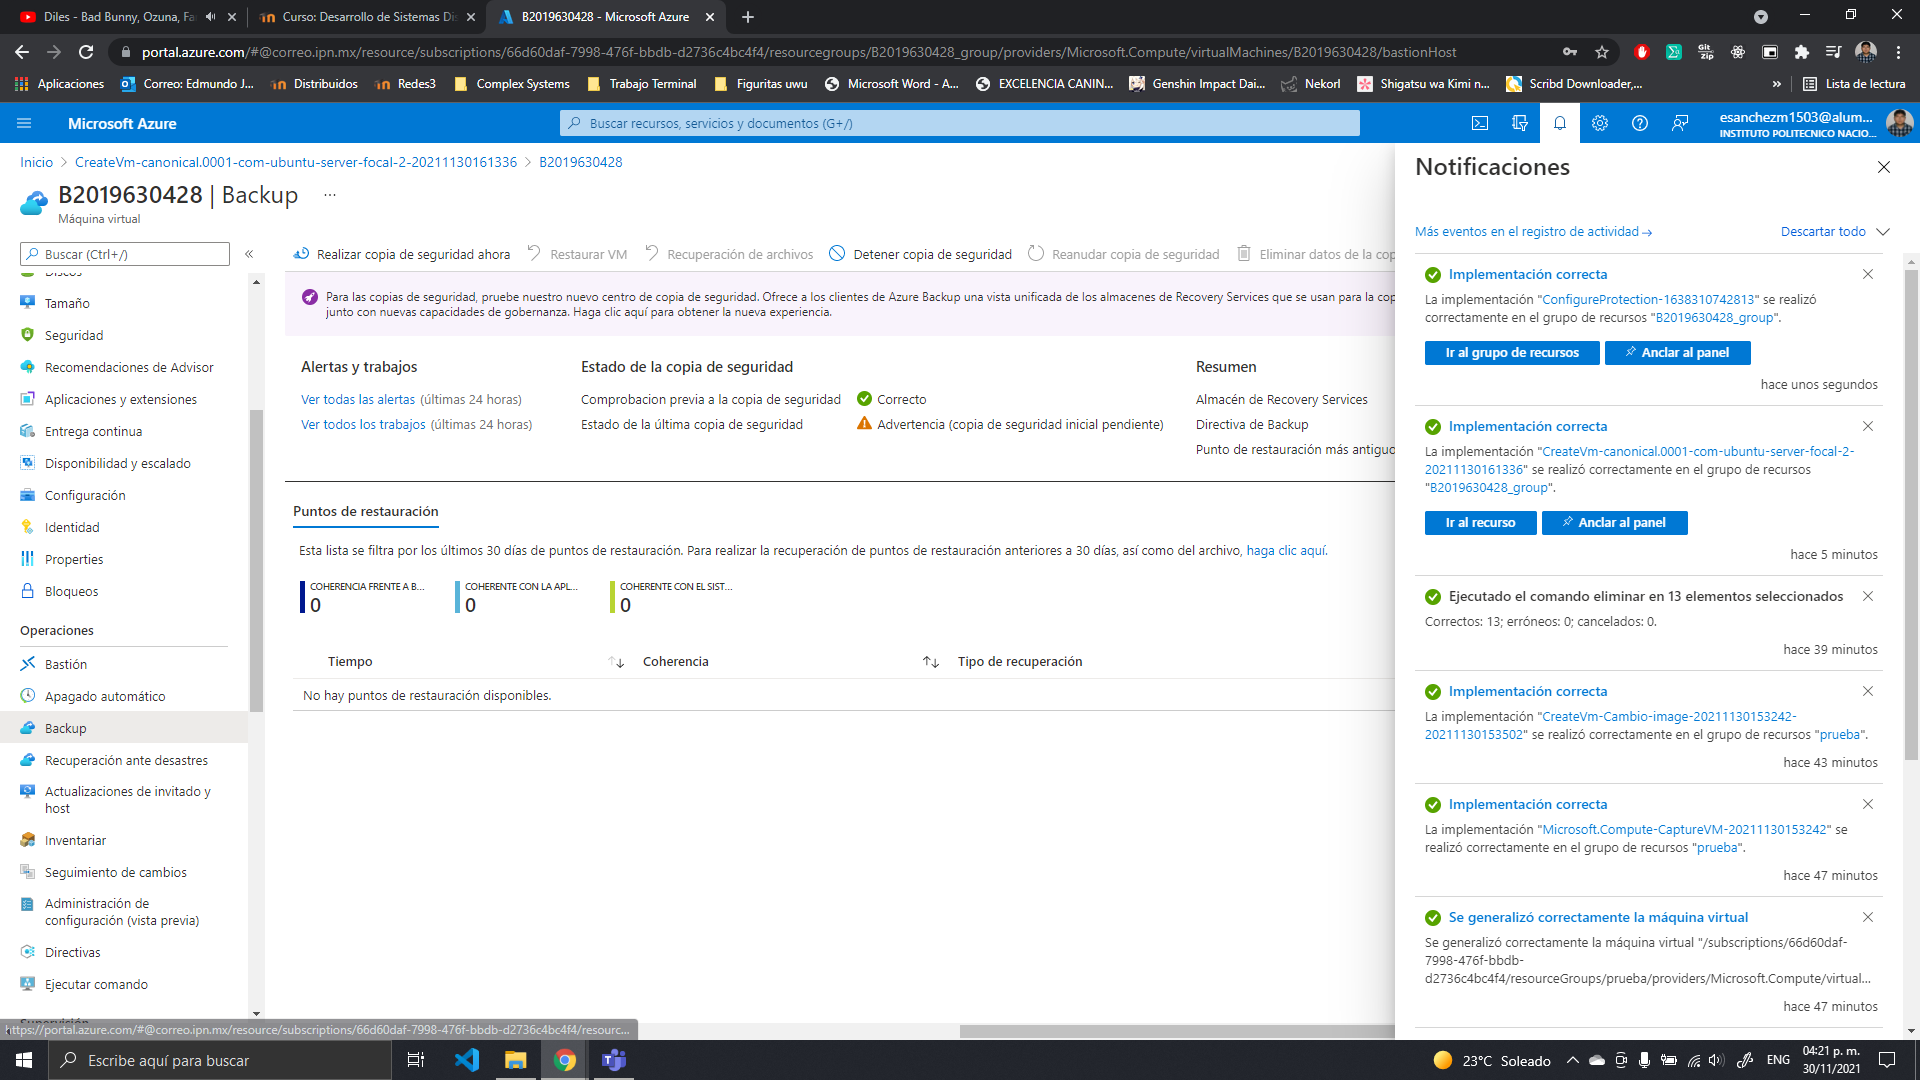 Diles - Bad Bunny, Ozuna, Fa
Curso: Desarrollo de Sistemas Dis
B2019630428 - Microsoft Azure
portal.azure.com/#@correo.ipn.mx/resource/subscriptions/66d60daf-7998-476f-bbdb-d2736c4bc4f4/resourcegroups/B2019630428_group/providers/Microsoft.Compute/virtualMachines/B2019630428/bastionHost
Aplicaciones
Correo: Edmundo J...
Distribuidos
Redes3
Complex Systems
Trabajo Terminal
Figuritas uwu
Microsoft Word - A...
EXCELENCIA CANIN...
Genshin Impact Dai...
Nekorl
Shigatsu wa Kimi n...
Scribd Downloader,...
»
Lista de lectura
Microsoft Azure
Buscar recursos, servicios y documentos (G+/)
esanchezm1503@alum...
INSTITUTO POLITECNICO NACIO...
Inicio > CreateVm-canonical.0001-com-ubuntu-server-focal-2-20211130161336 > B2019630428
B2019630428 | Backup ...
Máquina virtual
Buscar (Ctrl+/)
«
Discos
Tamaño
Seguridad
Recomendaciones de Advisor
Aplicaciones y extensiones
Entrega continua
Disponibilidad y escalado
Configuración
Identidad
Properties
Bloqueos
Operaciones
Bastión
Apagado automático
Backup
Recuperación ante desastres
Actualizaciones de invitado y
host
Inventariar
Seguimiento de cambios
Administración de
configuración (vista previa)
Directivas
Ejecutar comando
Supervisión
https://portal.azure.com/#@correo.ipn.mx/resource/subscriptions/66d60daf-7998-476f-bbdb-d2736c4bc4f4/resourc...
Realizar copia de seguridad ahora
Restaurar VM
Recuperación de archivos
Detener copia de seguridad
Reanudar copia de seguridad
Eliminar datos de la cop
Para las copias de seguridad, pruebe nuestro nuevo centro de copia de seguridad. Ofrece a los clientes de Azure Backup una vista unificada de los almacenes de Recovery Services que se usan para la cop
junto con nuevas capacidades de gobernanza. Haga clic aquí para obtener la nueva experiencia.
Alertas y trabajos
Ver todas las alertas (últimas 24 horas)
Ver todos los trabajos (últimas 24 horas)
Estado de la copia de seguridad
Comprobacion previa a la copia de seguridad
Correcto
Estado de la última copia de seguridad
Advertencia (copia de seguridad inicial pendiente)
Resumen
Almacén de Recovery Services
Directiva de Backup
Punto de restauración más antiguo
Puntos de restauración
Esta lista se filtra por los últimos 30 días de puntos de restauración. Para realizar la recuperación de puntos de restauración anteriores a 30 días, así como del archivo, haga clic aquí.
COHERENCIA FRENTE A B...
0
COHERENTE CON LA APL...
0
COHERENTE CON EL SIST...
0
Tiempo
Coherencia
Tipo de recuperación
No hay puntos de restauración disponibles.
Notificaciones
Más eventos en el registro de actividad →
Descartar todo
Implementación correcta
La implementación "ConfigureProtection-1638310742813" se realizó
correctamente en el grupo de recursos "B2019630428_group".
Ir al grupo de recursos
Anclar al panel
hace unos segundos
Implementación correcta
La implementación "CreateVm-canonical.0001-com-ubuntu-server-focal-2-
20211130161336" se realizó correctamente en el grupo de recursos
"B2019630428_group".
Ir al recurso
Anclar al panel
hace 5 minutos
Ejecutado el comando eliminar en 13 elementos seleccionados
Correctos: 13; erróneos: 0; cancelados: 0.
hace 39 minutos
Implementación correcta
La implementación "CreateVm-Cambio-image-20211130153242-
20211130153502" se realizó correctamente en el grupo de recursos "prueba".
hace 43 minutos
Implementación correcta
La implementación "Microsoft.Compute-CaptureVM-20211130153242" se
realizó correctamente en el grupo de recursos "prueba".
hace 47 minutos
Se generalizó correctamente la máquina virtual
Se generalizó correctamente la máquina virtual "/subscriptions/66d60daf-
7998-476f-bbdb-
d2736c4bc4f4/resourceGroups/prueba/providers/Microsoft.Compute/virtual...
hace 47 minutos
Escribe aquí para buscar
23°C Soleado
ENG
04:21 p. m.
30/11/2021